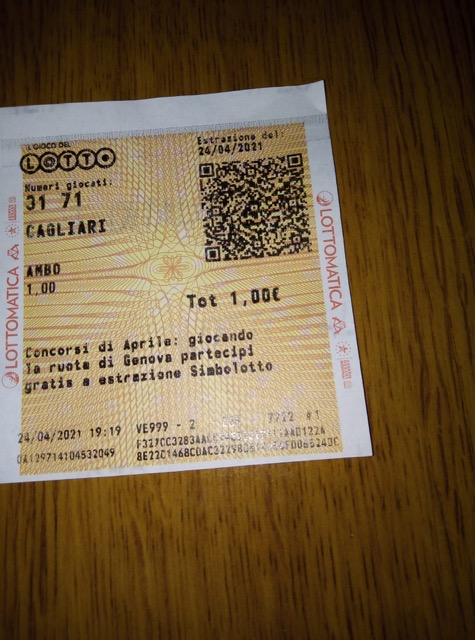 IL GIOCO DEL
LOTTO
Estrazione del:
24/04/2021
Numeri giocati:
31 71
CAGLIARI
AMBO
1,00
Tot 1,00€
Concorsi di Aprile: giocando
la ruota di Genova partecipi
gratis a estrazione Simbolotto
24/04/2021 19:19 VE999 - 2 #1
LOTTOMATICA
LOTTOMATICA